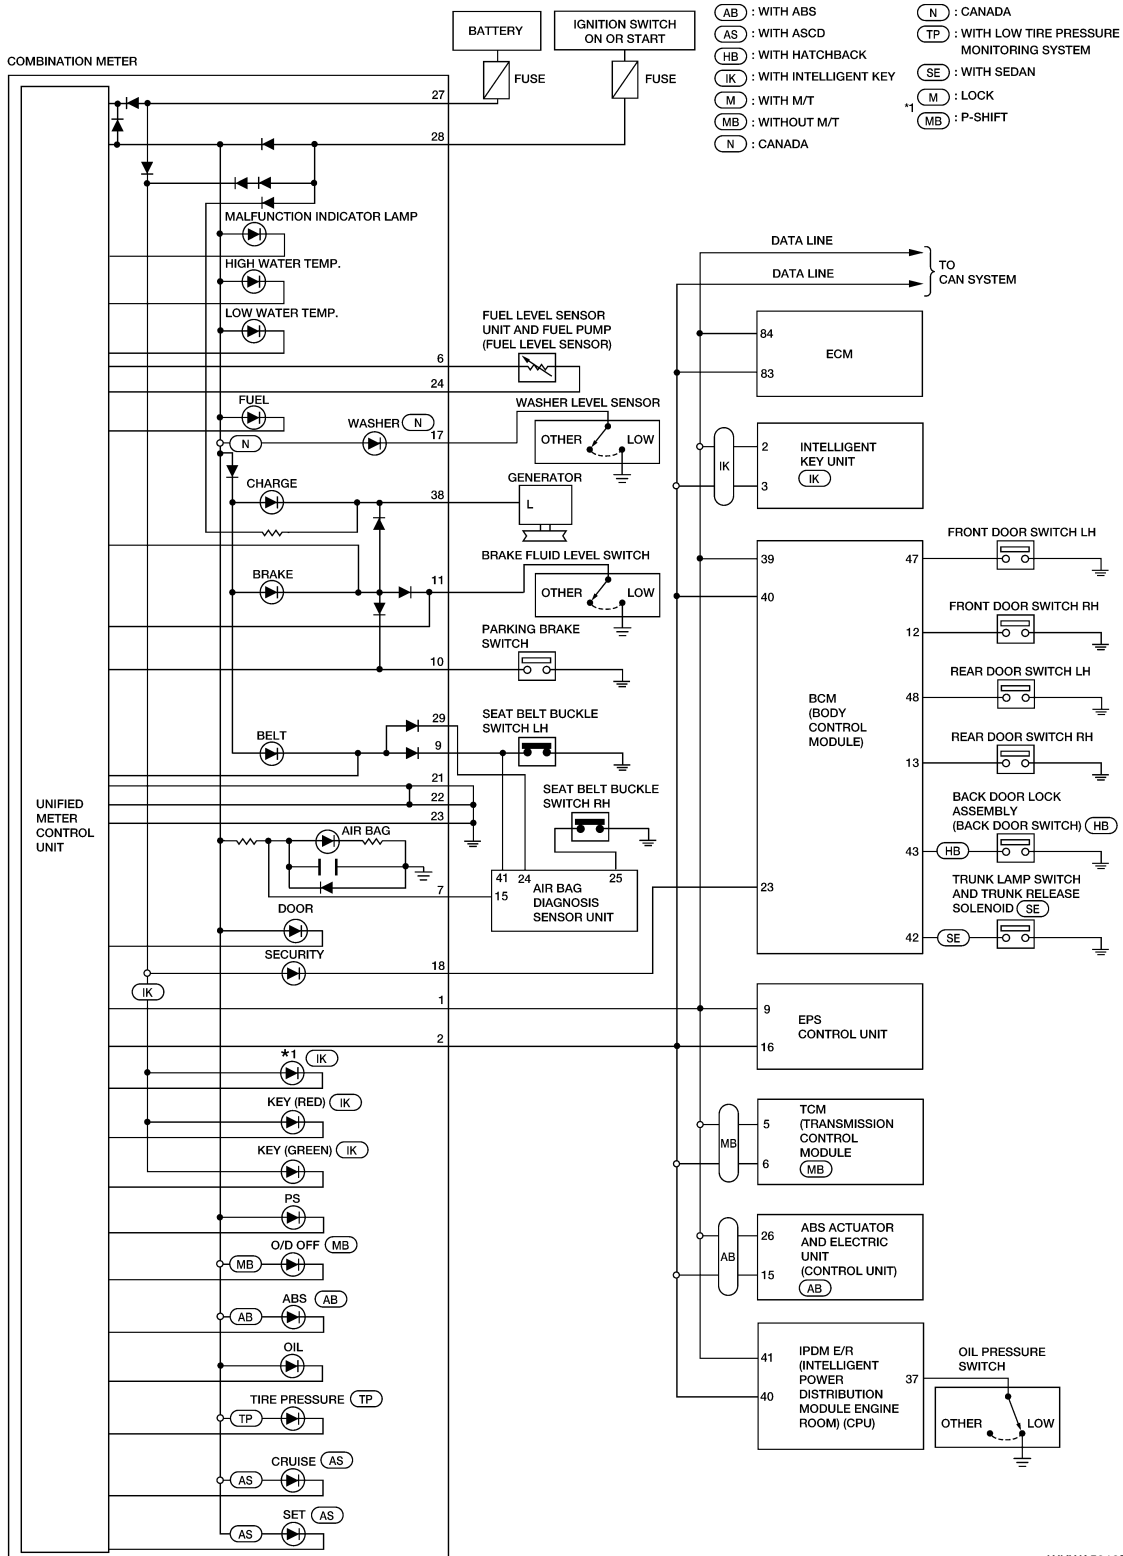 AB : WITH ABS
AS : WITH ASCD
HB : WITH HATCHBACK
IK : WITH INTELLIGENT KEY
M : WITH M/T
MB : WITHOUT M/T
N : CANADA
N : CANADA
TP : WITH LOW TIRE PRESSURE
MONITORING SYSTEM
SE : WITH SEDAN
*1
M : LOCK
MB : P-SHIFT
BATTERY
IGNITION SWITCH
ON OR START
FUSE
FUSE
COMBINATION METER
27
28
MALFUNCTION INDICATOR LAMP
HIGH WATER TEMP.
LOW WATER TEMP.
6
24
FUEL
N
WASHER N
17
CHARGE
38
BRAKE
11
10
29
BELT
9
21
22
23
UNIFIED
METER
CONTROL
UNIT
AIR BAG
7
DOOR
SECURITY
18
IK
1
2
*1 IK
KEY (RED) IK
KEY (GREEN) IK
PS
O/D OFF MB
MB
ABS AB
AB
OIL
TIRE PRESSURE TP
TP
CRUISE AS
AS
SET AS
AS
FUEL LEVEL SENSOR
UNIT AND FUEL PUMP
(FUEL LEVEL SENSOR)
WASHER LEVEL SENSOR
OTHER
LOW
GENERATOR
L
BRAKE FLUID LEVEL SWITCH
OTHER
LOW
PARKING BRAKE
SWITCH
SEAT BELT BUCKLE
SWITCH LH
SEAT BELT BUCKLE
SWITCH RH
41
24
25
15
AIR BAG
DIAGNOSIS
SENSOR UNIT
DATA LINE
DATA LINE
TO
CAN SYSTEM
84
83
ECM
IK
2
3
INTELLIGENT
KEY UNIT
IK
39
40
23
BCM
(BODY
CONTROL
MODULE)
47
12
48
13
43
42
FRONT DOOR SWITCH LH
FRONT DOOR SWITCH RH
REAR DOOR SWITCH LH
REAR DOOR SWITCH RH
BACK DOOR LOCK
ASSEMBLY
(BACK DOOR SWITCH) HB
HB
TRUNK LAMP SWITCH
AND TRUNK RELEASE
SOLENOID SE
SE
9
16
EPS
CONTROL UNIT
MB
5
6
TCM
(TRANSMISSION
CONTROL
MODULE
MB
AB
26
15
ABS ACTUATOR
AND ELECTRIC
UNIT
(CONTROL UNIT)
AB
41
40
IPDM E/R
(INTELLIGENT
POWER
DISTRIBUTION
MODULE ENGINE
ROOM) (CPU)
37
OIL PRESSURE
SWITCH
OTHER
LOW